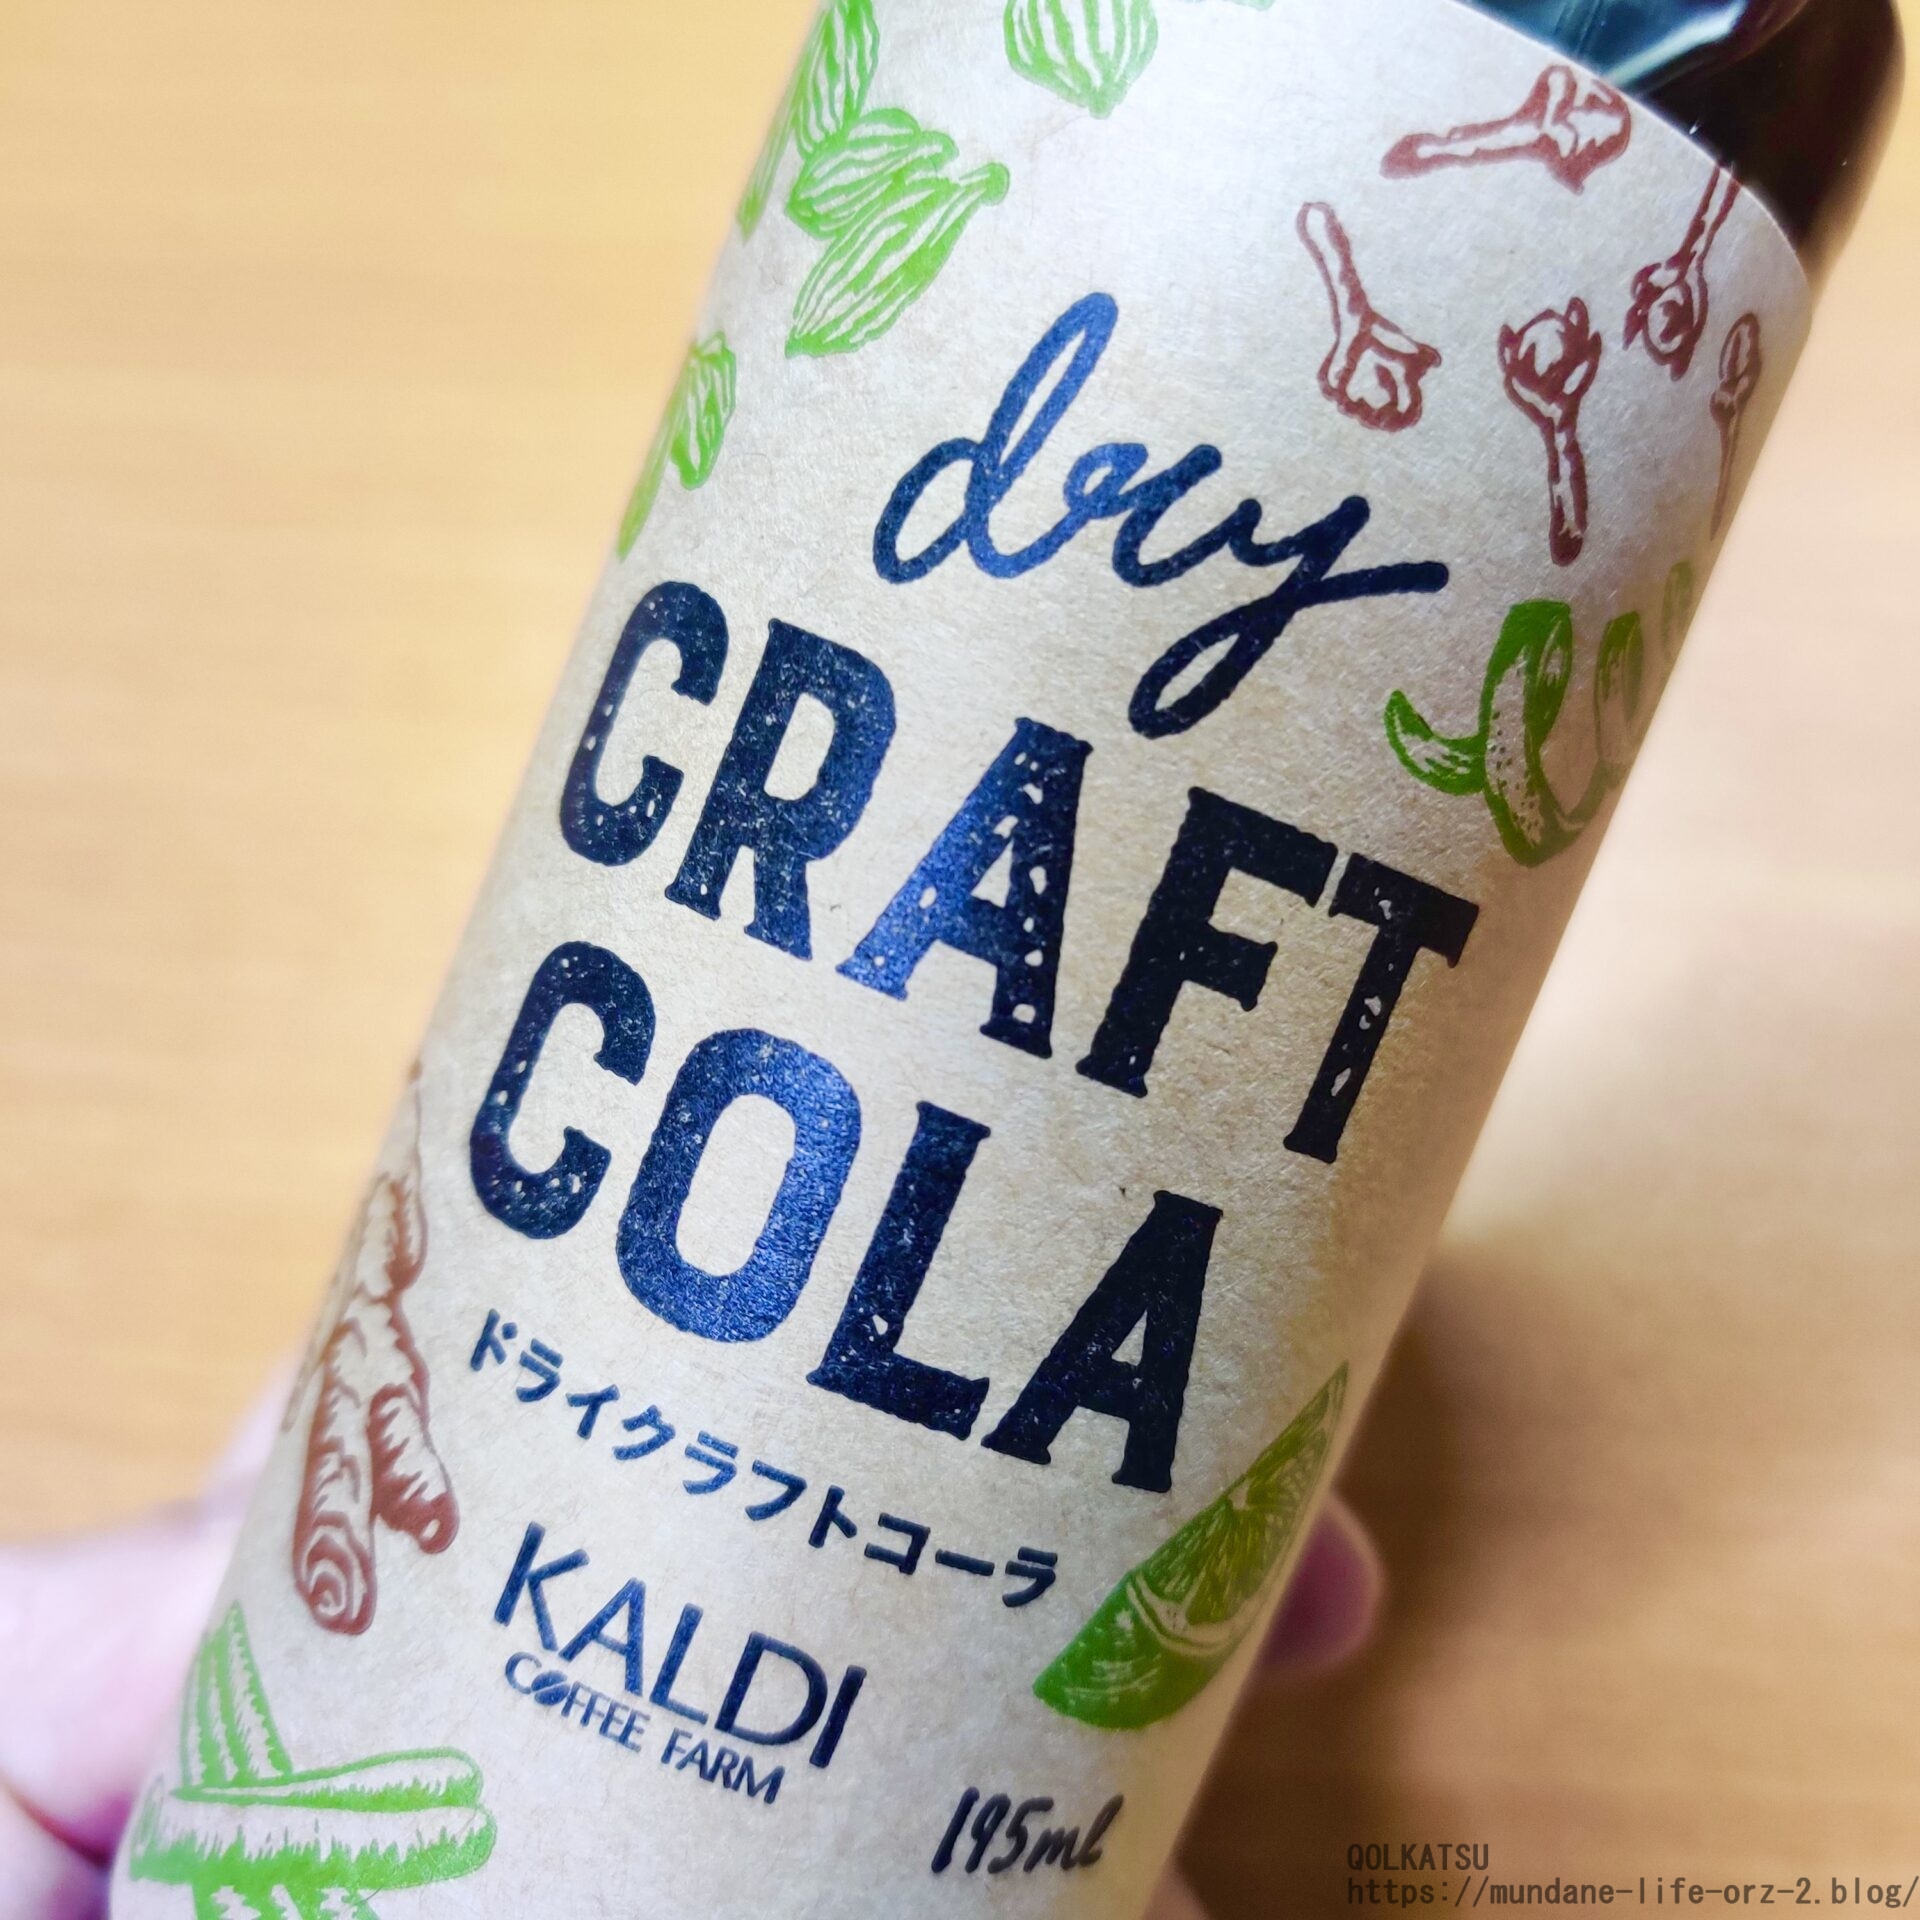 dry
CRAFT
COLA
ドライクラフトコーラ
KALDI
COFFEE FARM
195ml
QOLKATSU
https://mundane-life-orz-2.blog/